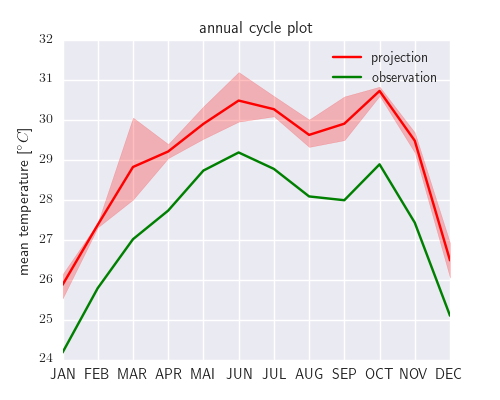 annual cycle plot
projection
observation
mean temperature [°C]
32
31
30
29
28
27
26
25
24
JAN FEB MAR APR MAI JUN JUL AUG SEP OCT NOV DEC